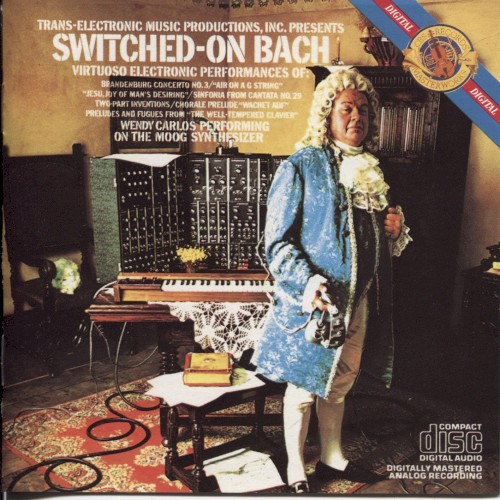 TRANS-ELECTRONIC MUSIC PRODUCTIONS, INC. PRESENTS
SWITCHED-ON BACH
VIRTUOSO ELECTRONIC PERFORMANCES OF:
BRANDENBURG CONCERTO NO.3/"AIR ON A G STRING"
"JESU, JOY OF MAN'S DESIRING"/SINFONIA FROM CANTATA NO. 29
TWO-PART INVENTIONS/CHORALE PRELUDE "WACHET AUF"
PRELUDES AND FUGUES FROM "THE WELL-TEMPERED CLAVIER"
WENDY CARLOS PERFORMING
ON THE MOOG SYNTHESIZER
DIGITAL
CBS RECORDS
MASTERWORKS
DIGITAL
COMPACT
disc
DIGITAL AUDIO
DIGITALLY MASTERED
ANALOG RECORDING